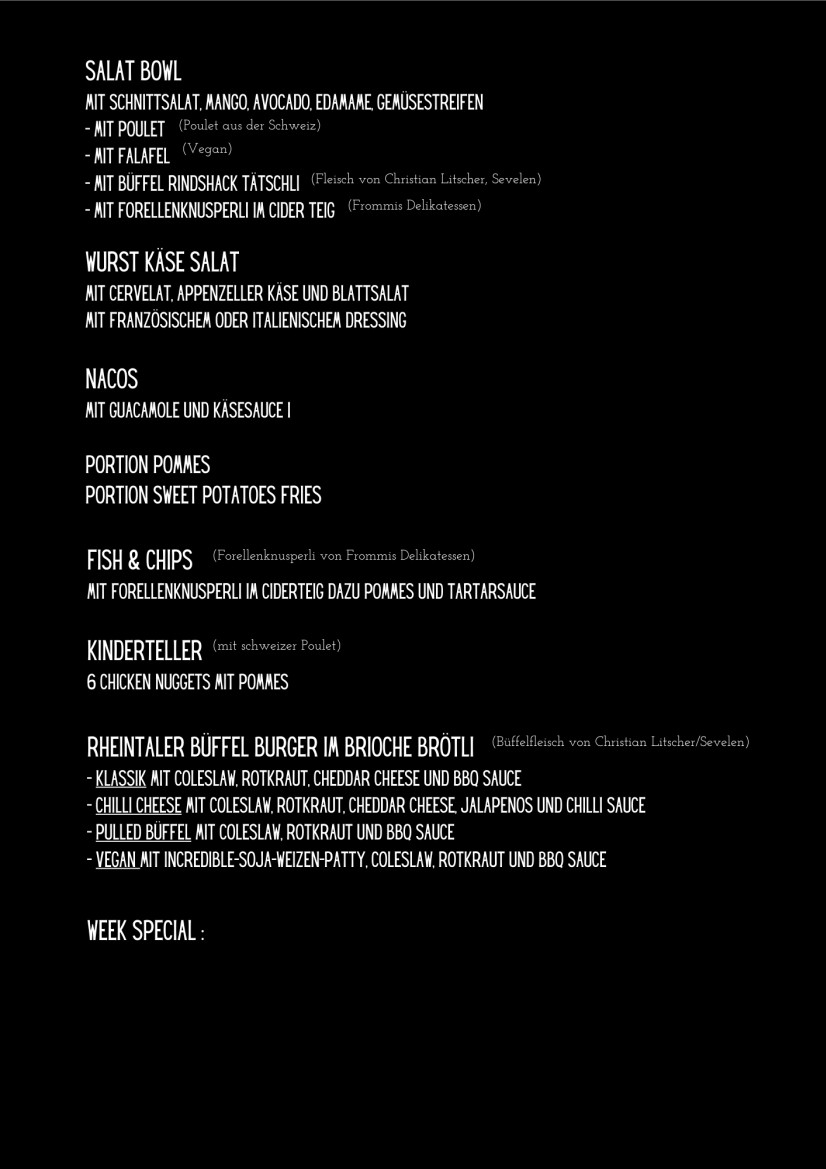 SALAT BOWL
MIT SCHNITTSALAT, MANGO, AVOCADO, EDAMAME, GEMÜSESTREIFEN
- MIT POULET (Poulet aus der Schweiz)
- MIT FALAFEL (Vegan)
- MIT BÜFFEL RINDSHACK TÄTSCHLI (Fleisch von Christian Litscher, Sevelen)
- MIT FORELLENKNUSPERLI IM CIDER TEIG (Frommis Delikatessen)
WURST KÄSE SALAT
MIT CERVELAT, APPENZELLER KÄSE UND BLATTSALAT
MIT FRANZÖSISCHEM ODER ITALIENISCHEM DRESSING
NACOS
MIT GUACAMOLE UND KÄSESAUCE I
PORTION POMMES
PORTION SWEET POTATOES FRIES
FISH & CHIPS (Forellenknusperli von Frommis Delikatessen)
MIT FORELLENKNUSPERLI IM CIDERTEIG DAZU POMMES UND TARTARSAUCE
KINDERTELLER (mit schweizer Poulet)
6 CHICKEN NUGGETS MIT POMMES
RHEINTALER BÜFFEL BURGER IM BRIOCHE BRÖTLI (Büffelfleisch von Christian Litscher/Sevelen)
- KLASSIK MIT COLESLAW, ROTKRAUT, CHEDDAR CHEESE UND BBQ SAUCE
- CHILLI CHEESE MIT COLESLAW, ROTKRAUT, CHEDDAR CHEESE, JALAPENOS UND CHILLI SAUCE
- PULLED BÜFFEL MIT COLESLAW, ROTKRAUT UND BBQ SAUCE
- VEGAN MIT INCREDIBLE-SOJA-WEIZEN-PATTY, COLESLAW, ROTKRAUT UND BBQ SAUCE
WEEK SPECIAL :